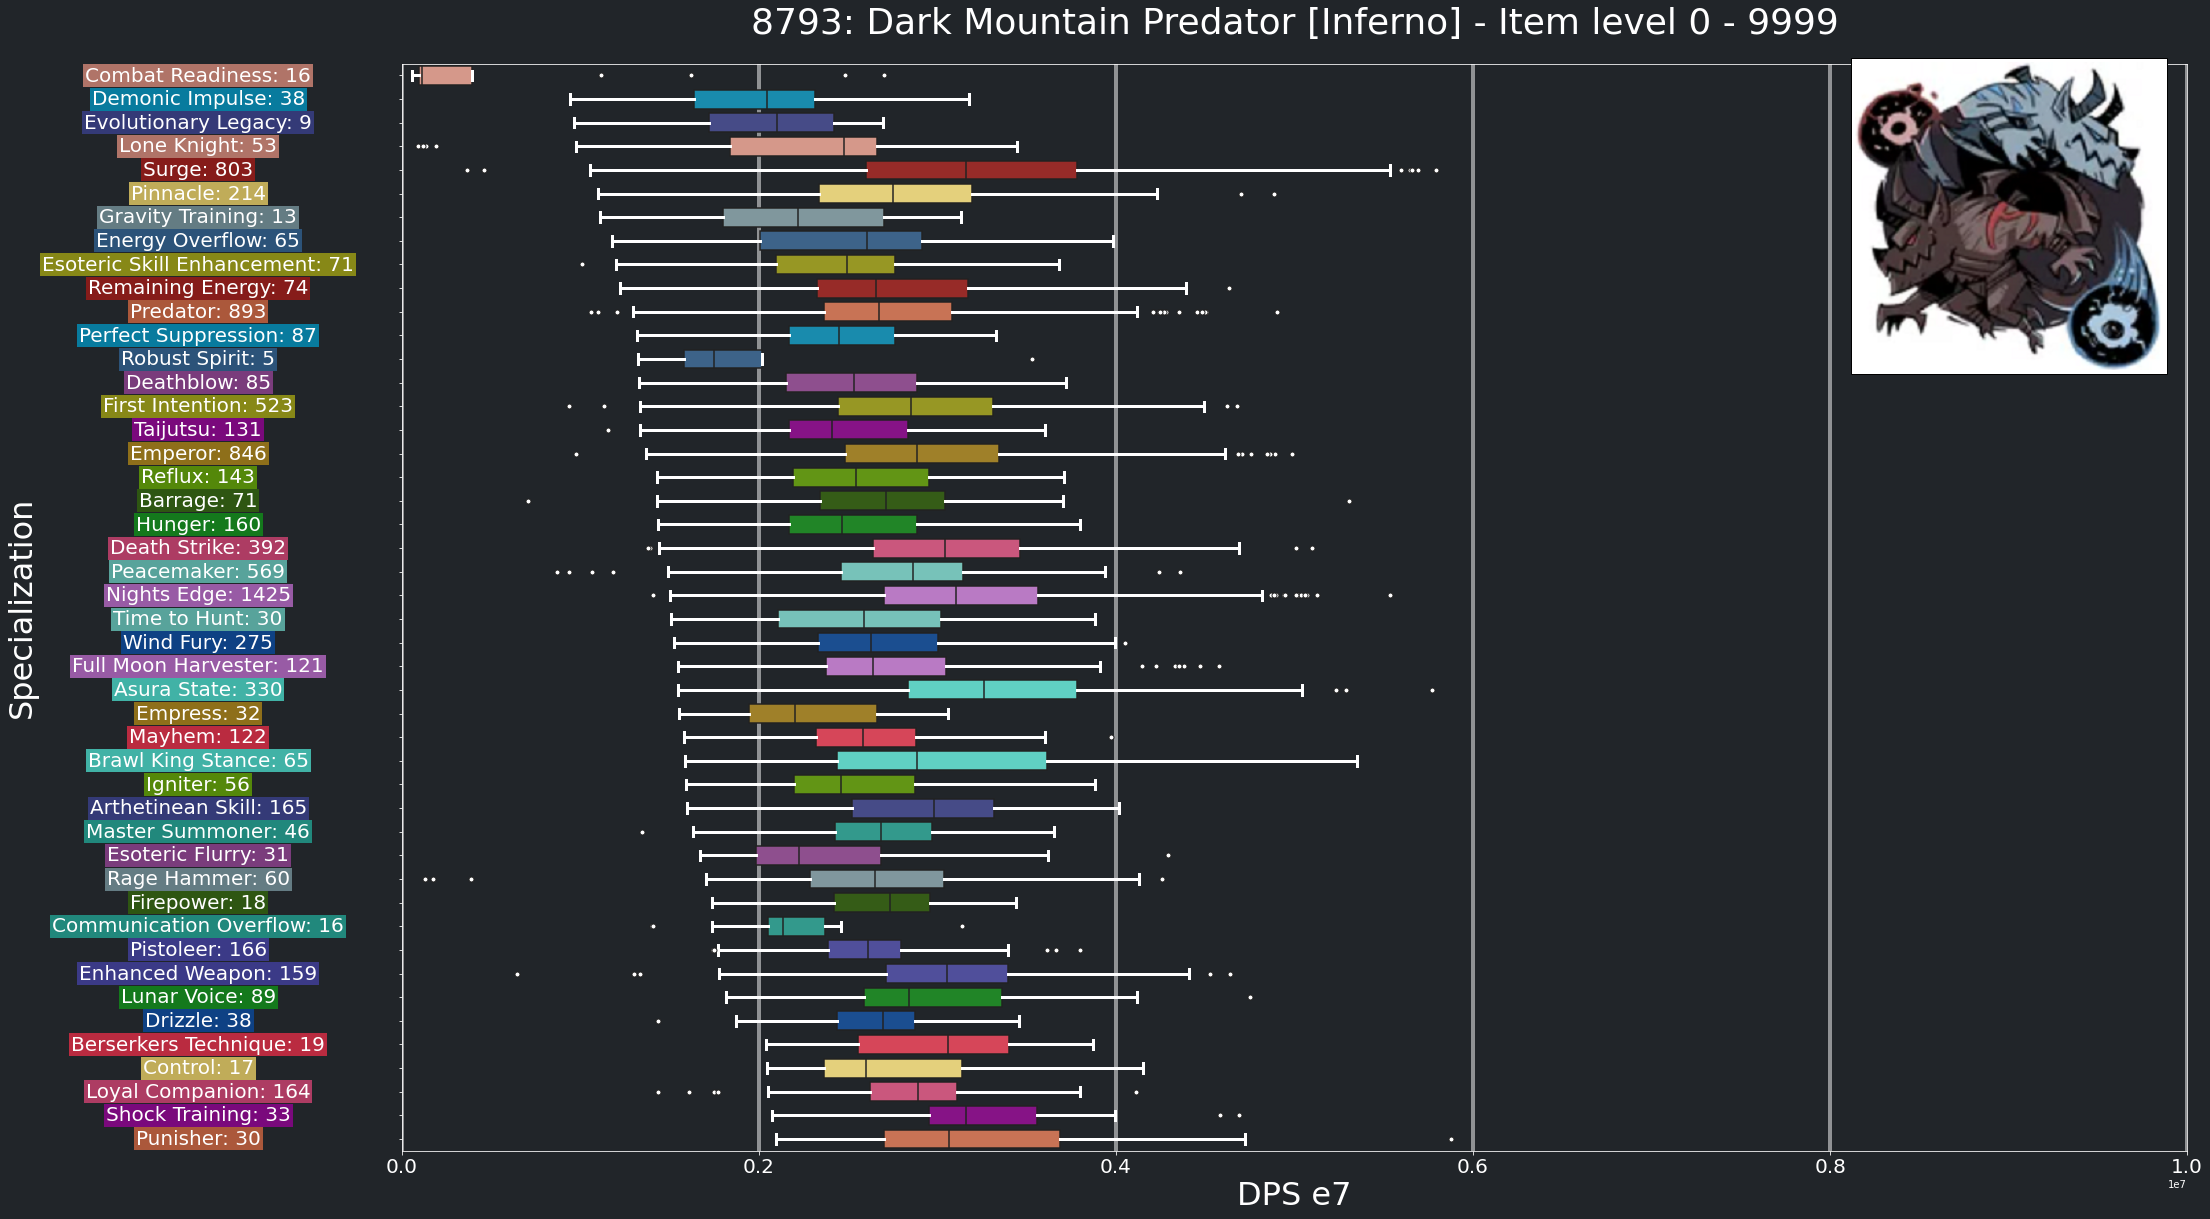 8793: Dark Mountain Predator [Inferno] - Item level 0 - 9999
Combat Readiness: 16
Demonic Impulse: 38
Evolutionary Legacy: 9
Lone Knight: 53
Surge: 803
Pinnacle: 214
Gravity Training: 13
Energy Overflow: 65
Esoteric Skill Enhancement: 71
Remaining Energy: 74
Predator: 893
Perfect Suppression: 87
Robust Spirit: 5
Deathblow: 85
First Intention: 523
Taijutsu: 131
Emperor: 846
Reflux: 143
Barrage: 71
Hunger: 160
Death Strike: 392
Peacemaker: 569
Nights Edge: 1425
Time to Hunt: 30
Wind Fury: 275
Full Moon Harvester: 121
Asura State: 330
Empress: 32
Mayhem: 122
Brawl King Stance: 65
Igniter: 56
Arthetinean Skill: 165
Master Summoner: 46
Esoteric Flurry: 31
Rage Hammer: 60
Firepower: 18
Communication Overflow: 16
Pistoleer: 166
Enhanced Weapon: 159
Lunar Voice: 89
Drizzle: 38
Berserkers Technique: 19
Control: 17
Loyal Companion: 164
Shock Training: 33
Punisher: 30
Specialization
0.0 0.2 0.4 0.6 0.8 1.0
1e7
DPS e7